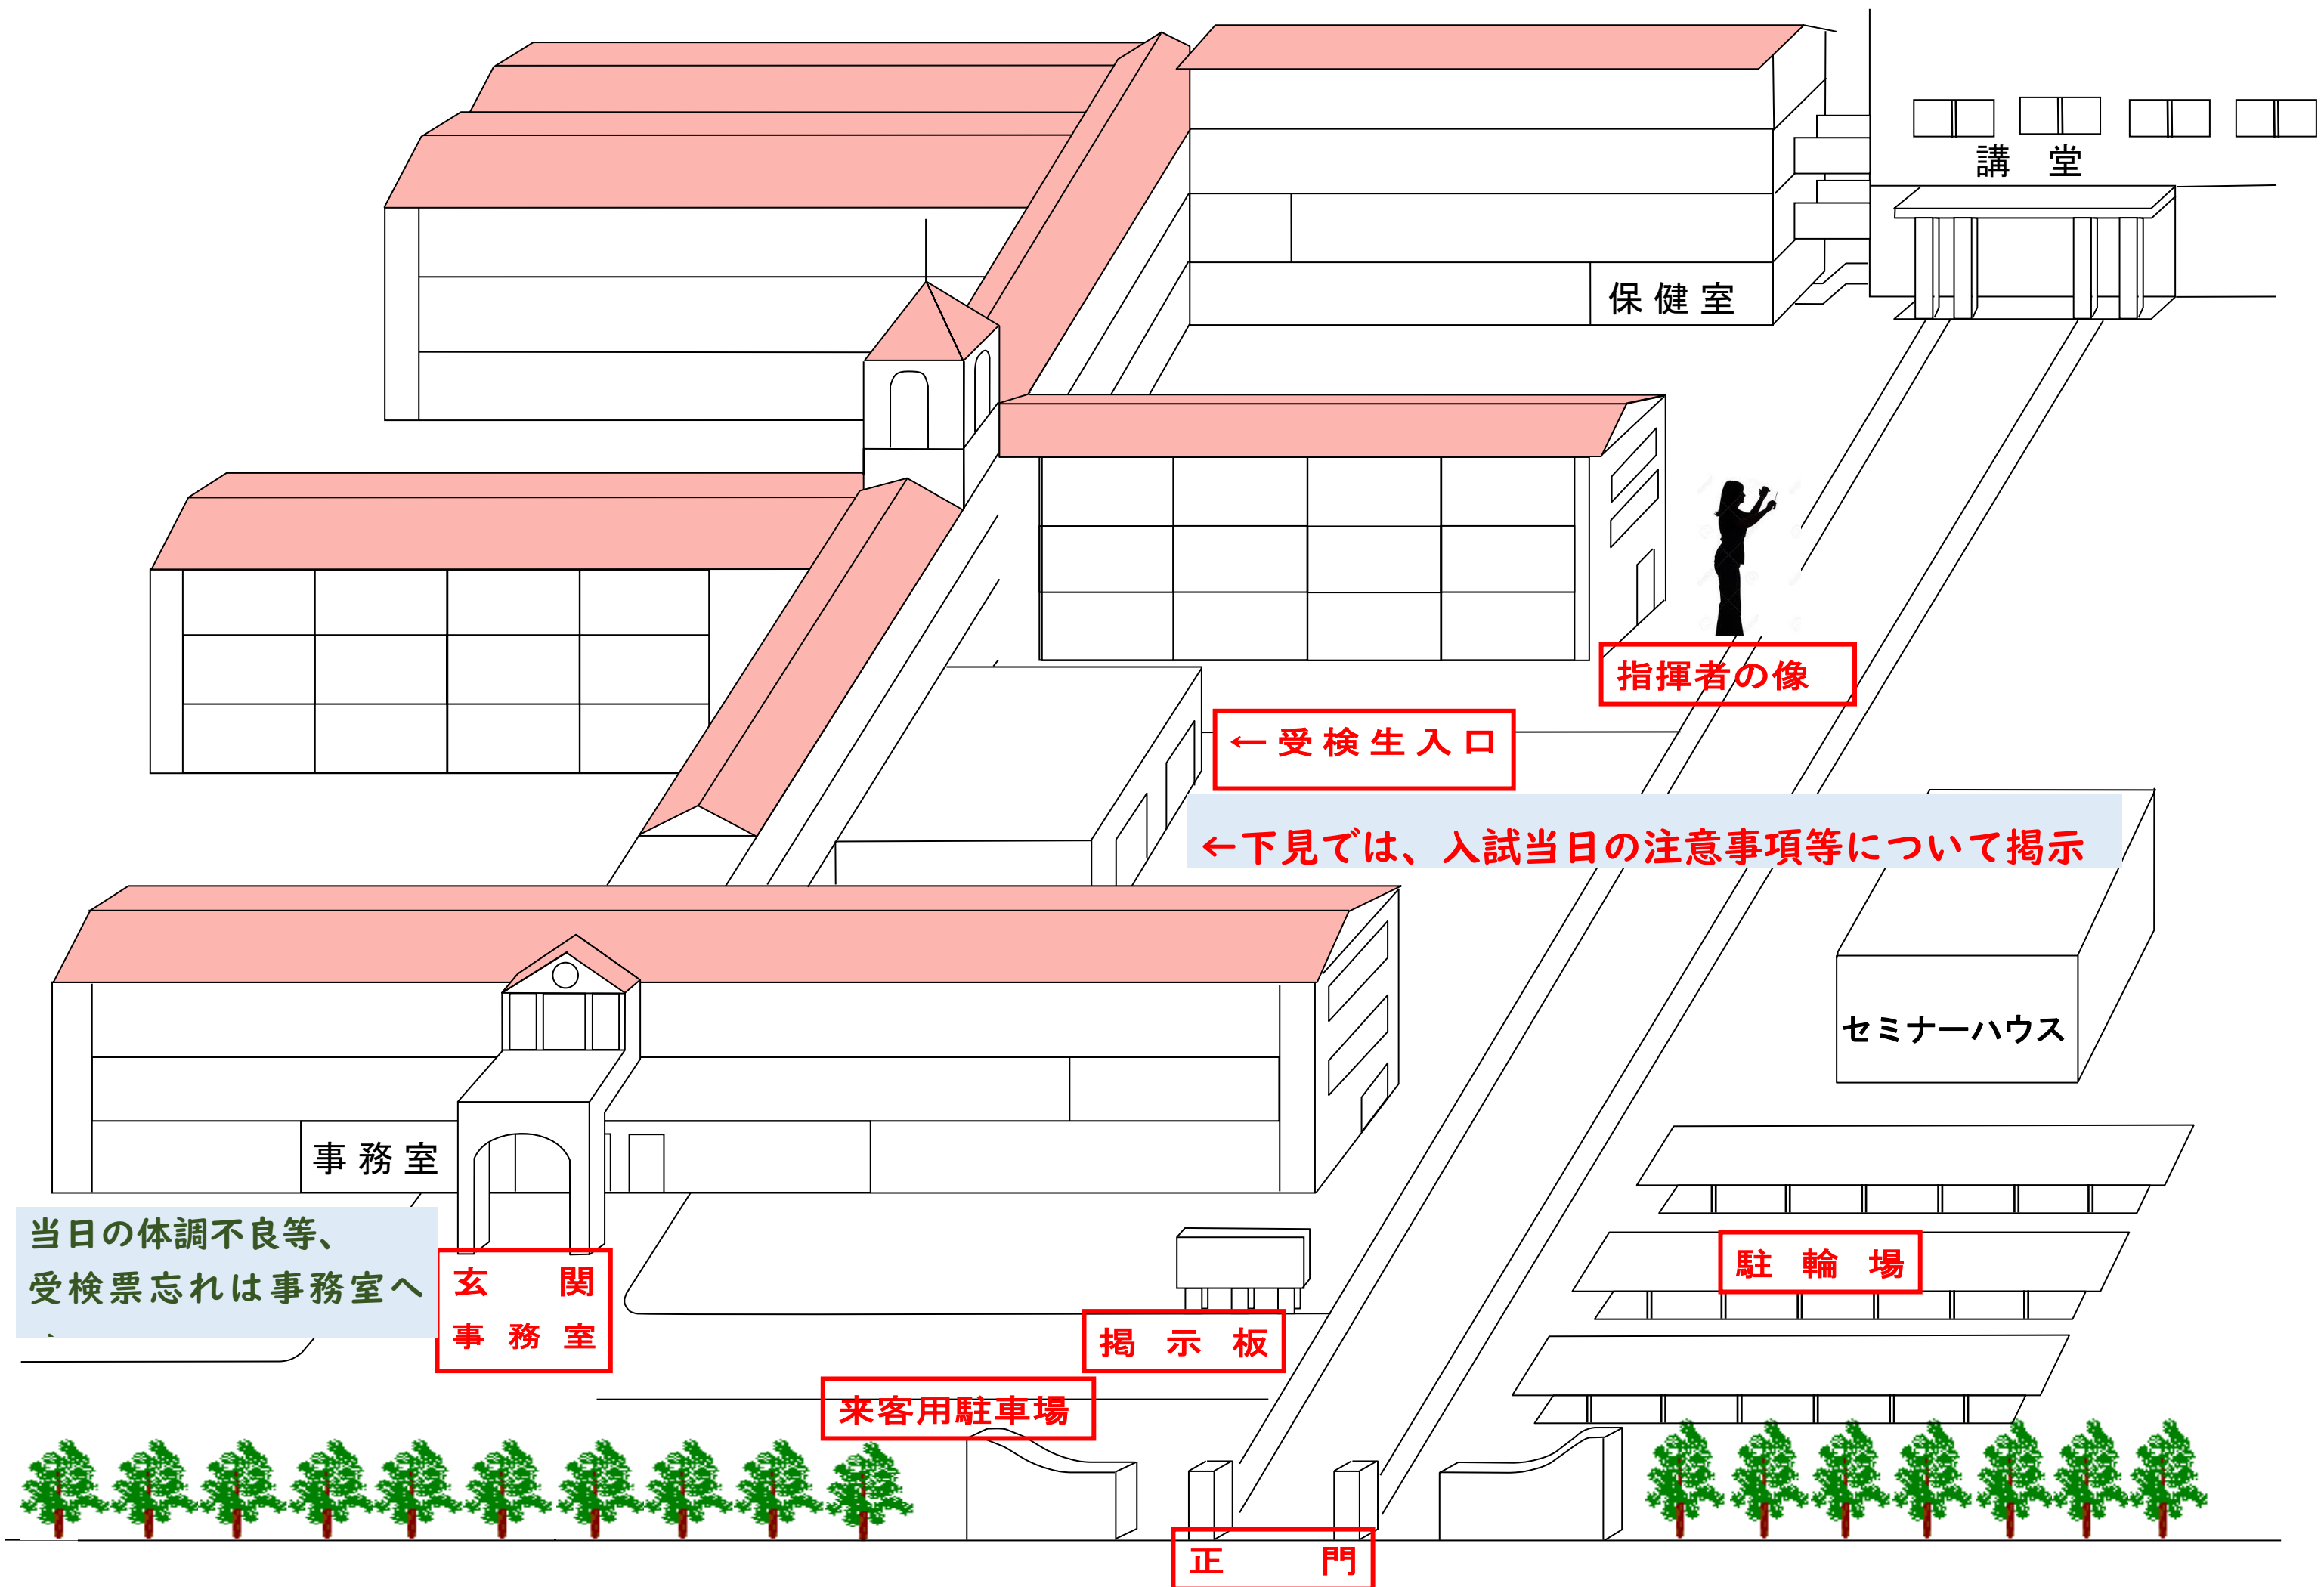 講 堂
保健室
指揮者の像
←受検生入口
←下見では、入試当日の注意事項等について掲示
セミナーハウス
事務室
当日の体調不良等、
受検票忘れは事務室へ
玄 関
事 務 室
駐 輪 場
掲 示 板
来客用駐車場
正 門